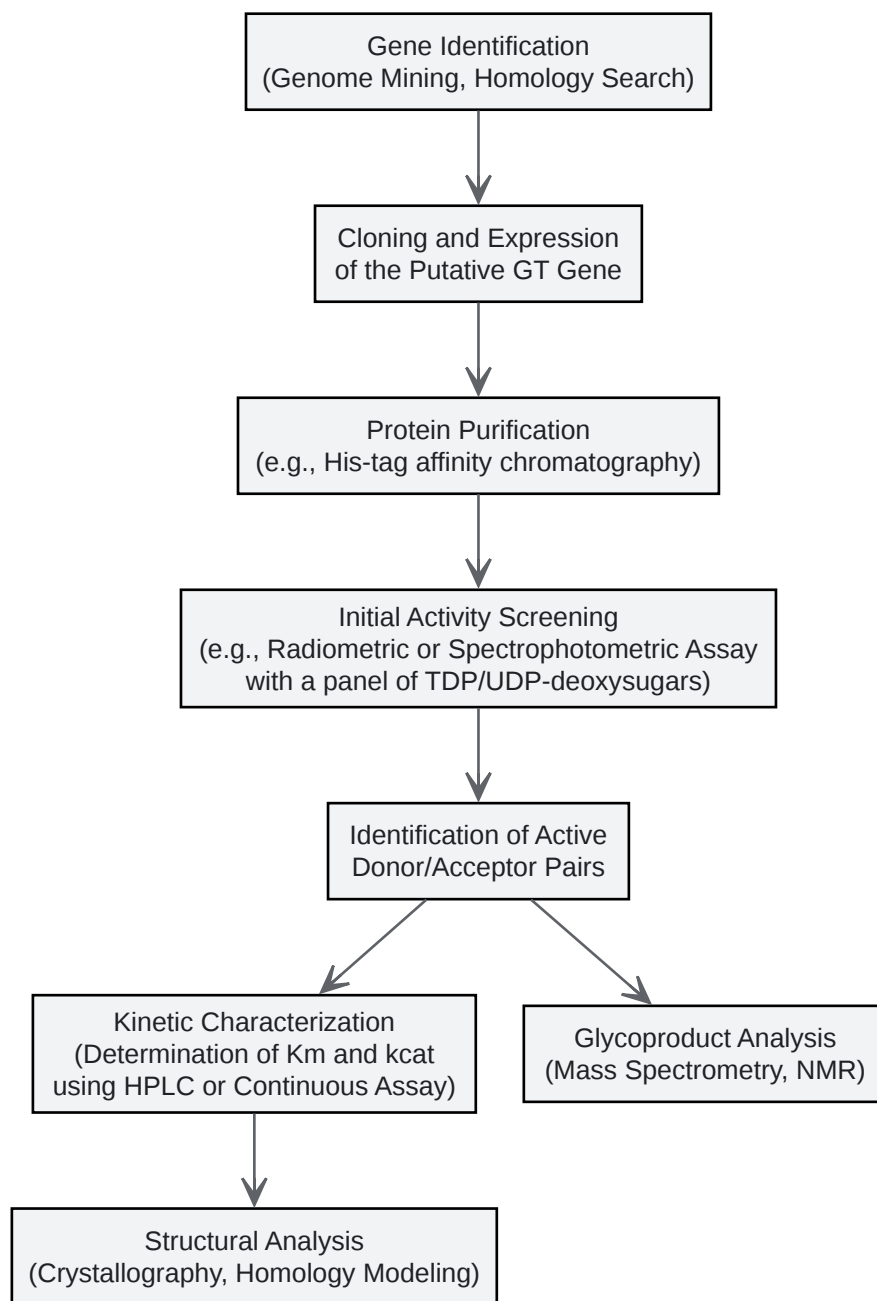 Gene Identification
(Genome Mining, Homology Search)
Cloning and Expression
of the Putative GT Gene
Protein Purification
(e.g., His-tag affinity chromatography)
Initial Activity Screening
(e.g., Radiometric or Spectrophotometric Assay
with a panel of TDP/UDP-deoxysugars)
Identification of Active
Donor/Acceptor Pairs
Kinetic Characterization
(Determination of Km and kcat
using HPLC or Continuous Assay)
Glycoproduct Analysis
(Mass Spectrometry, NMR)
Structural Analysis
(Crystallography, Homology Modeling)